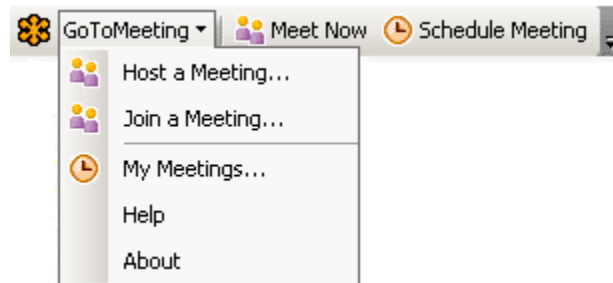 GoToMeeting Meet Now Schedule Meeting
Host a Meeting...
Join a Meeting...
My Meetings...
Help
About